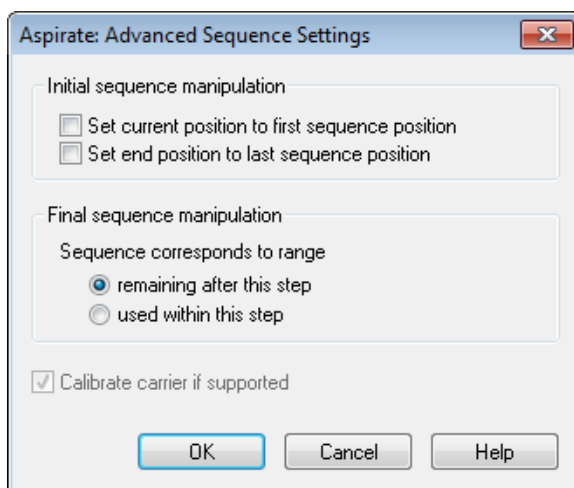 Aspirate: Advanced Sequence Settings
Initial sequence manipulation
Set current position to first sequence position
Set end position to last sequence position
Final sequence manipulation
Sequence corresponds to range
remaining after this step
used within this step
Calibrate carrier if supported
OK Cancel Help